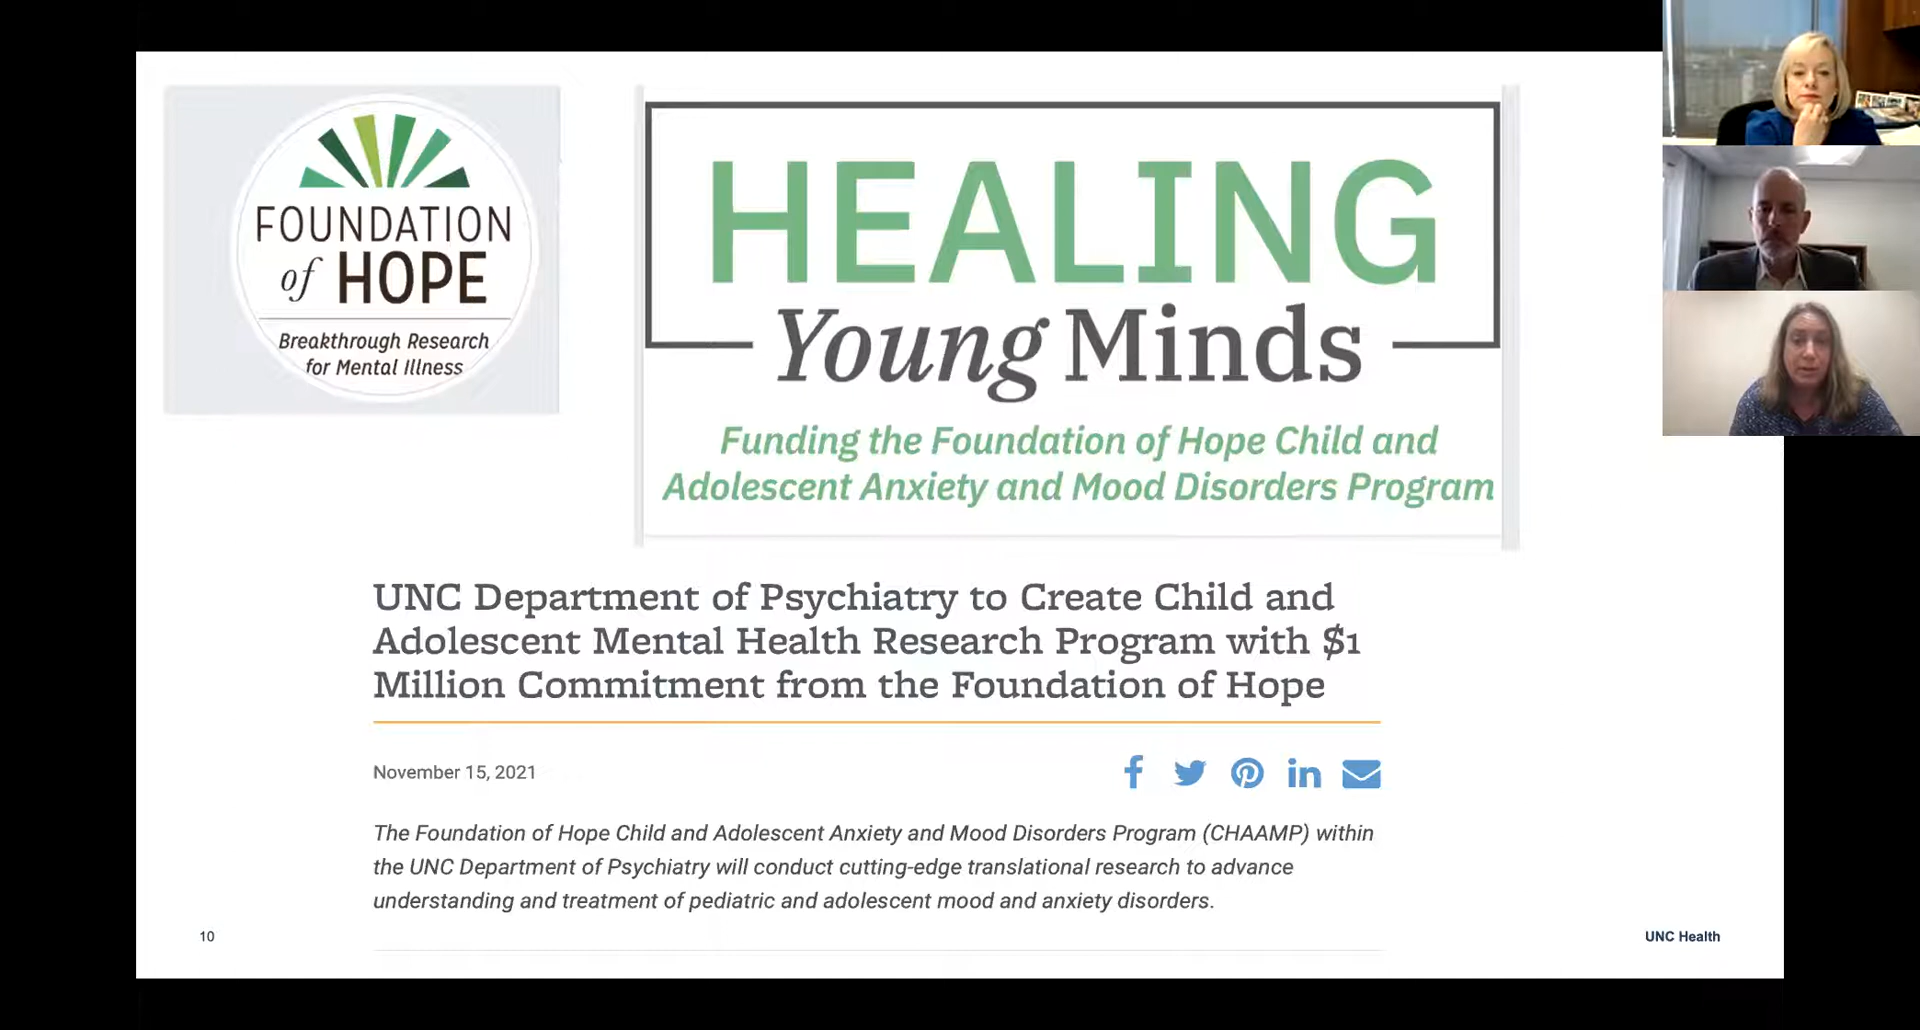 FOUNDATION
of HOPE
Breakthrough Research
for Mental Illness
HEALING
Young Minds
Funding the Foundation of Hope Child and
Adolescent Anxiety and Mood Disorders Program
UNC Department of Psychiatry to Create Child and
Adolescent Mental Health Research Program with $1
Million Commitment from the Foundation of Hope
November 15, 2021
The Foundation of Hope Child and Adolescent Anxiety and Mood Disorders Program (CHAAMP) within
the UNC Department of Psychiatry will conduct cutting-edge translational research to advance
understanding and treatment of pediatric and adolescent mood and anxiety disorders.
10
UNC Health